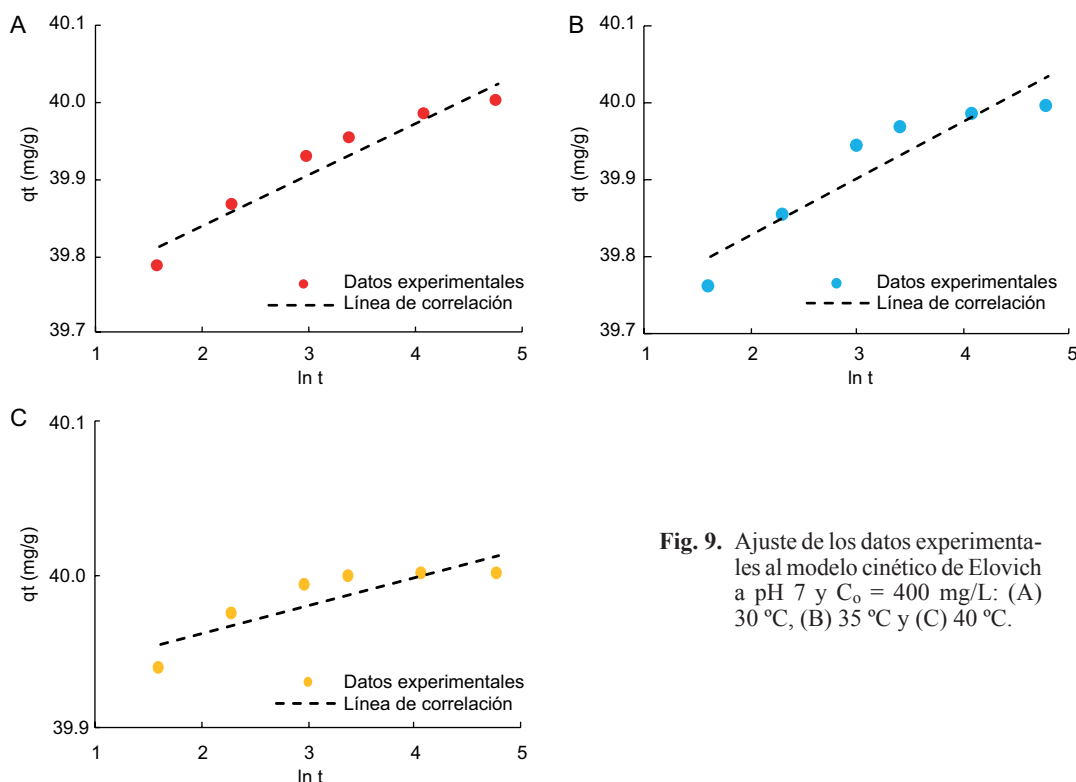 A
40.1
40.0
39.9
39.8
39.7
qt (mg/g)
Datos experimentales
Línea de correlación
1 2 3 4 5
ln t
B
40.1
40.0
39.9
39.8
39.7
qt (mg/g)
Datos experimentales
Línea de correlación
1 2 3 4 5
ln t
C
40.1
40.0
39.9
qt (mg/g)
Datos experimentales
Línea de correlación
1 2 3 4 5
ln t
Fig. 9. Ajuste de los datos experimenta-
les al modelo cinético de Elovich
a pH 7 y Co = 400 mg/L: (A)
30 ºC, (B) 35 ºC y (C) 40 ºC.